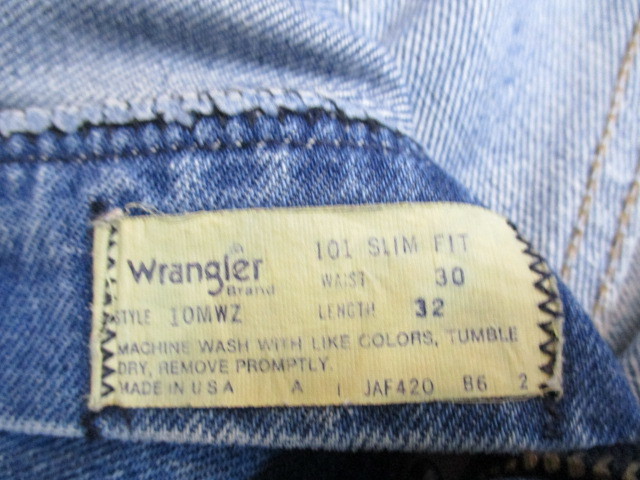 Wrangler®
Brand
101 SLIM FIT
WAIST 30
STYLE 10MWZ LENGTH 32
MACHINE WASH WITH LIKE COLORS, TUMBLE
DRY, REMOVE PROMPTLY.
MADE IN U S A A I JAF420 B6 2